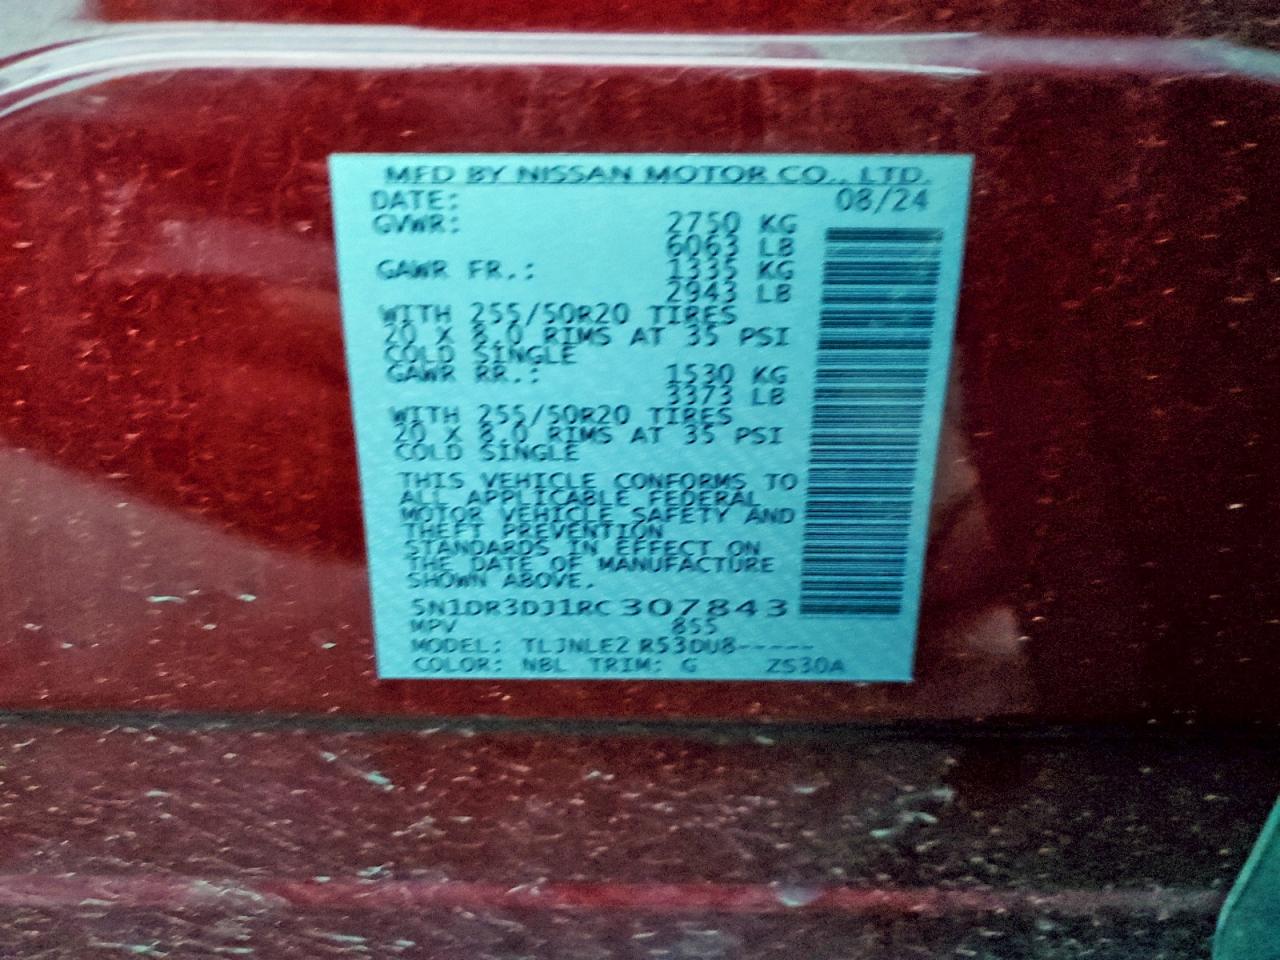 MFD BY NISSAN MOTOR CO., LTD.
DATE: 08/24
GVWR: 2750 KG
6063 LB
GAWR FR.: 1335 KG
2943 LB
WITH 255/50R20 TIRES
20 X 8.0 RIMS AT 35 PSI
COLD SINGLE
GAWR RR.: 1530 KG
3373 LB
WITH 255/50R20 TIRES
20 X 8.0 RIMS AT 35 PSI
COLD SINGLE
THIS VEHICLE CONFORMS TO
ALL APPLICABLE FEDERAL
MOTOR VEHICLE SAFETY AND
THEFT PREVENTION
STANDARDS IN EFFECT ON
THE DATE OF MANUFACTURE
SHOWN ABOVE.
5N1DR3DJ1RC307843
MPV 855
MODEL: TLJNLE2 R53DU8-----
COLOR: NBL TRIM: G ZS30A